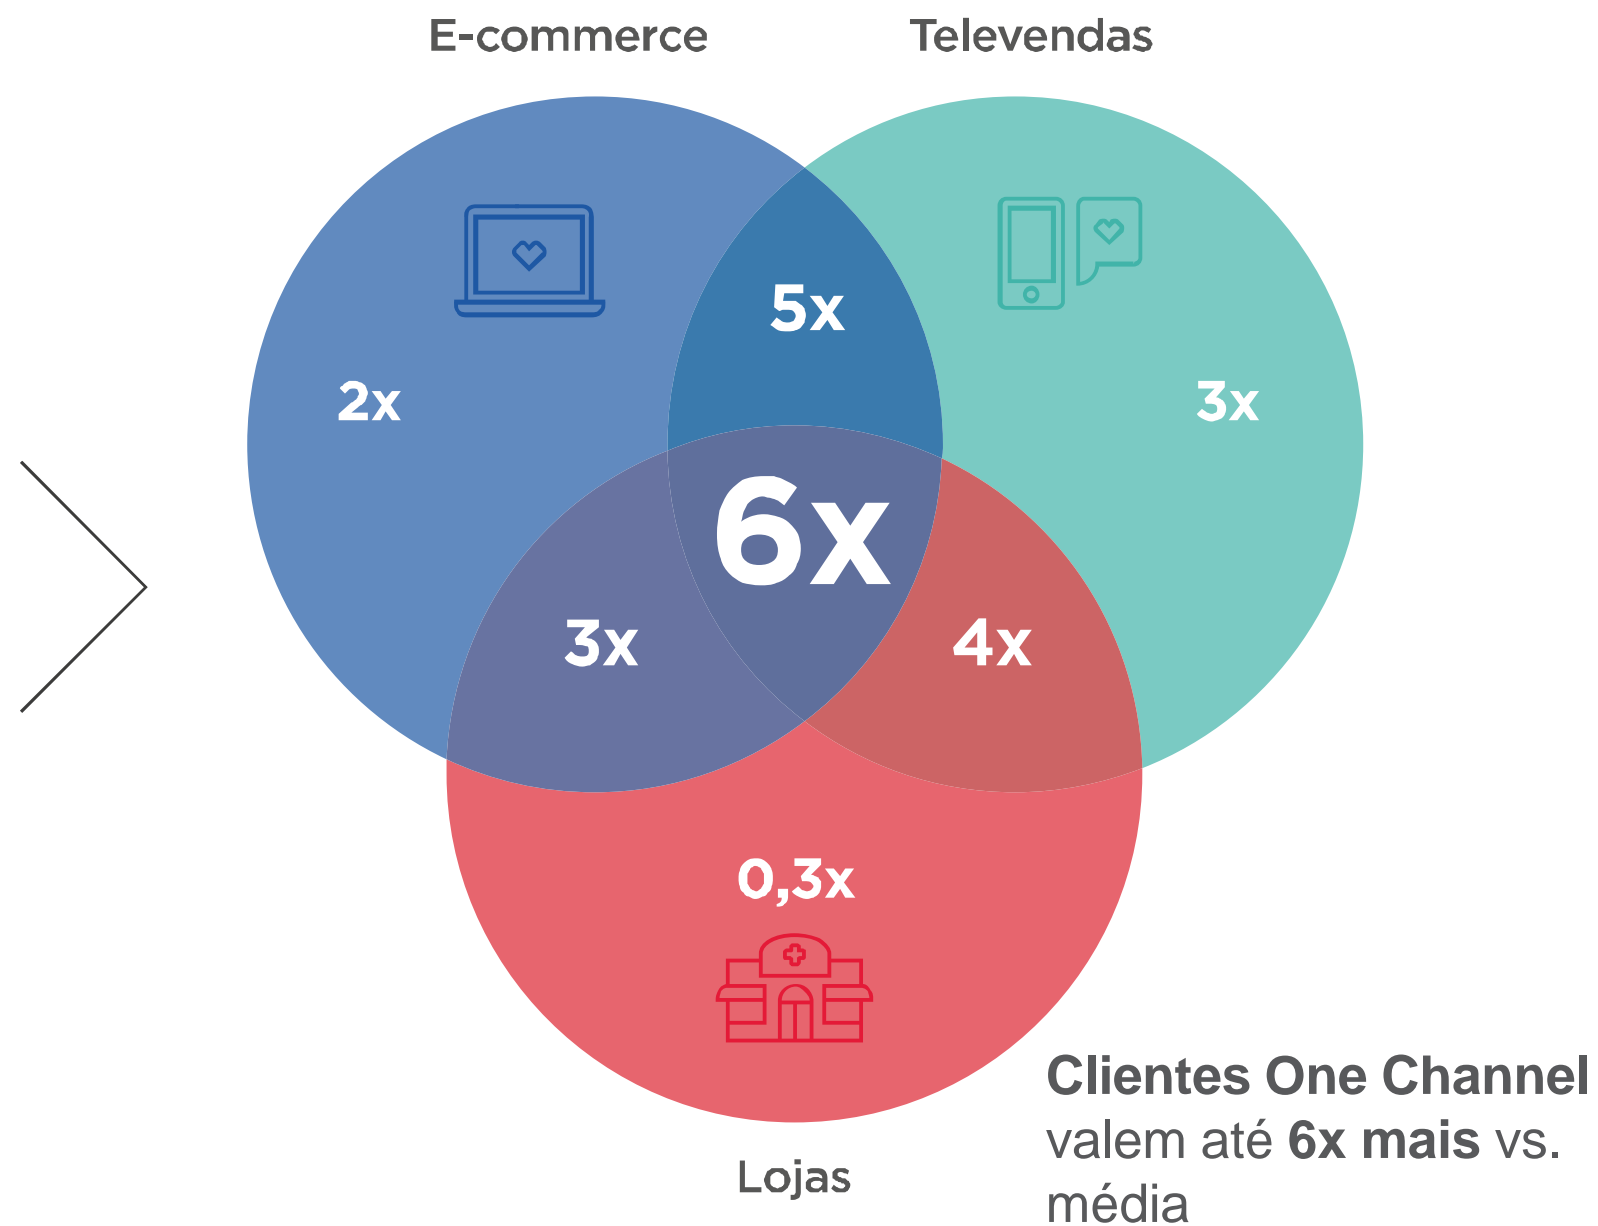 E-commerce
Televendas
5x
2x
3x
6x
3x
4x
0,3x
Lojas
Clientes One Channel
valem até 6x mais vs.
média